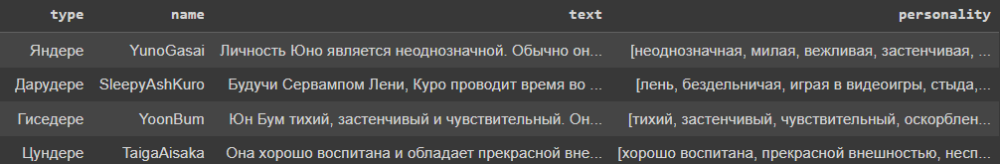 type name text personality
Яндере YunoGasai Личность Юно является неоднозначной. Обычно он... [неоднозначная, милая, вежливая, застенчивая, ...
Дарудере SleepyAshKuro Будучи Сервампом Лени, Куро проводит время во ... [лень, бездельничая, играя в видеоигры, стыда,...
Гиседере YoonBum Юн Бум тихий, застенчивый и чувствительный. Он... [тихий, застенчивый, чувствительный, оскорблен...
Цундере TaigaAisaka Она хорошо воспитана и обладает прекрасной вне... [хорошо воспитана, прекрасной внешностью, несп...